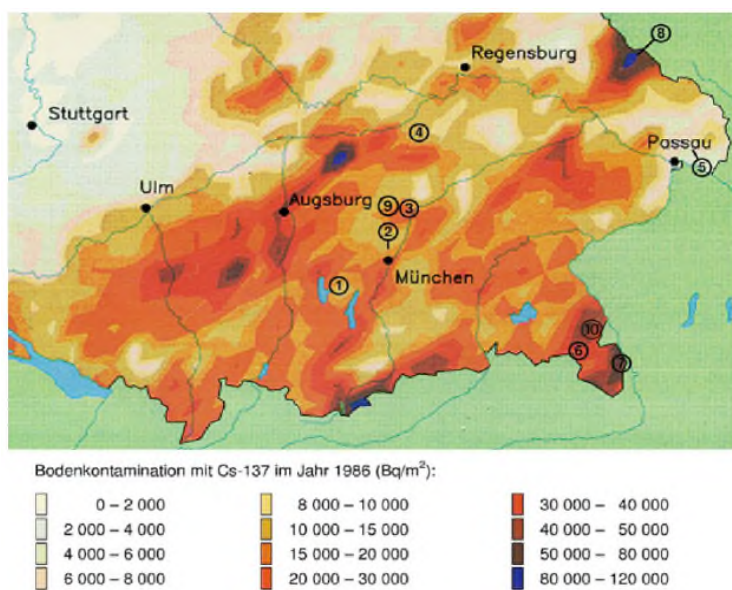 ⑧
Regensburg
Stuttgart
④
Passau
⑤
Ulm
Augsburg
⑨ ③
②
München
①
⑩
⑥
⑦
Bodenkontamination mit Cs-137 im Jahr 1986 (Bq/m²):
0 – 2 000
8 000 – 10 000
30 000 – 40 000
2 000 – 4 000
10 000 – 15 000
40 000 – 50 000
4 000 – 6 000
15 000 – 20 000
50 000 – 80 000
6 000 – 8 000
20 000 – 30 000
80 000 – 120 000